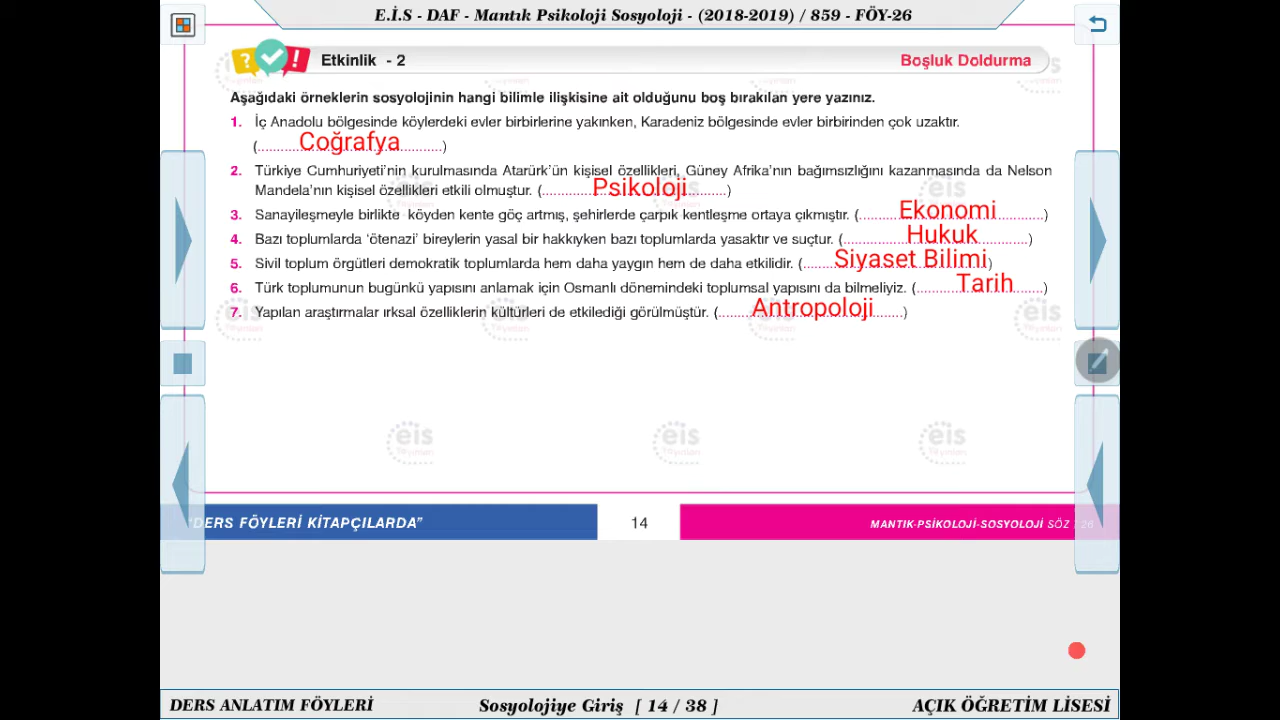 E.İ.S - DAF - Mantık Psikoloji Sosyoloji - (2018-2019) / 859 - FÖY-26
Etkinlik - 2
Boşluk Doldurma
Aşağıdaki örneklerin sosyolojinin hangi bilimle ilişkisine ait olduğunu boş bırakılan yere yazınız.
1. İç Anadolu bölgesinde köylerdeki evler birbirlerine yakınken, Karadeniz bölgesinde evler birbirinden çok uzaktır.
(............Coğrafya............)
2. Türkiye Cumhuriyeti'nin kurulmasında Atatürk'ün kişisel özellikleri, Güney Afrika'nın bağımsızlığını kazanmasında da Nelson
Mandela'nın kişisel özellikleri etkili olmuştur. (............Psikoloji............)
3. Sanayileşmeyle birlikte köyden kente göç artmış, şehirlerde çarpık kentleşme ortaya çıkmıştır. (............Ekonomi............)
4. Bazı toplumlarda 'ötenazi' bireylerin yasal bir hakkıyken bazı toplumlarda yasaktır ve suçtur. (............Hukuk............)
5. Sivil toplum örgütleri demokratik toplumlarda hem daha yaygın hem de daha etkilidir. (........Siyaset Bilimi)
6. Türk toplumunun bugünkü yapısını anlamak için Osmanlı dönemindeki toplumsal yapısını da bilmeliyiz. (............Tarih........)
7. Yapılan araştırmalar ırksal özelliklerin kültürleri de etkilediği görülmüştür. (........Antropoloji........)
eis
Yayınları
"DERS FÖYLERİ KİTAPÇILARDA"
14
MANTIK-PSİKOLOJİ-SOSYOLOJİ SÖZ / 26
DERS ANLATIM FÖYLERİ
Sosyolojiye Giriş [ 14 / 38 ]
AÇIK ÖĞRETİM LİSESİ